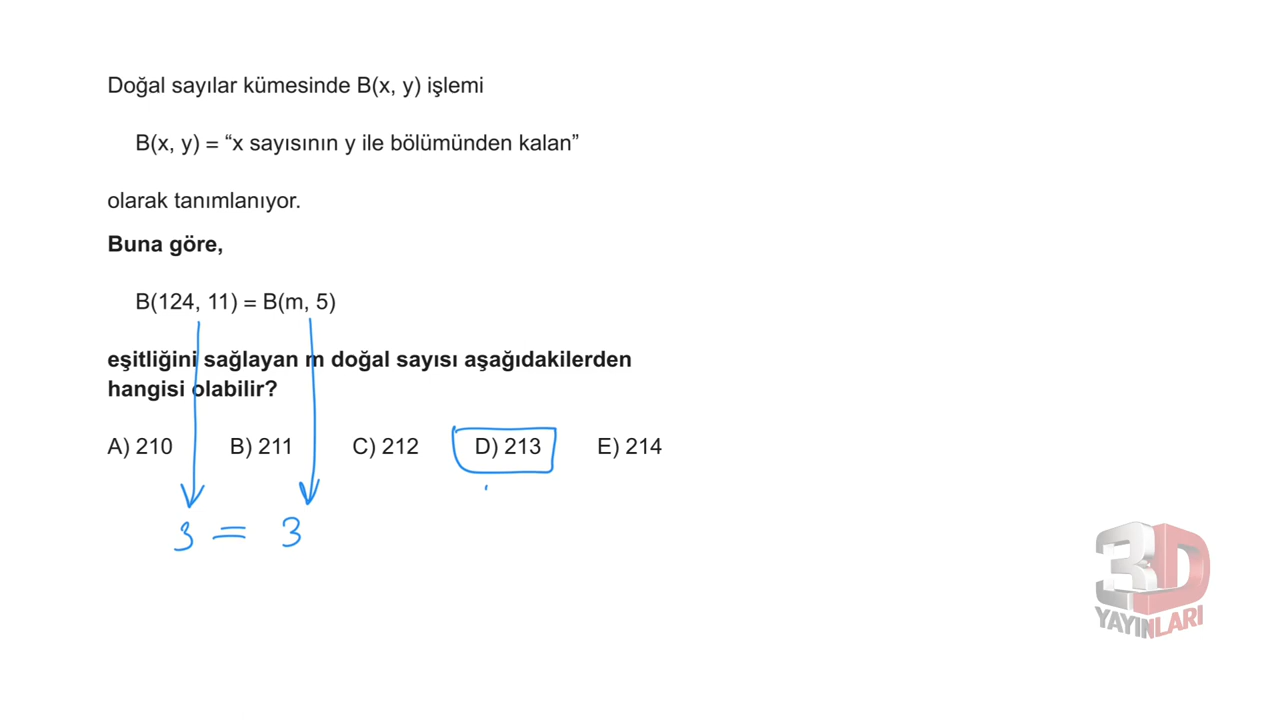 Doğal sayılar kümesinde B(x, y) işlemi
B(x, y) = “x sayısının y ile bölümünden kalan”
olarak tanımlanıyor.
Buna göre,
B(124, 11) = B(m, 5)
eşitliğini sağlayan m doğal sayısı aşağıdakilerden
hangisi olabilir?
A) 210 B) 211 C) 212 D) 213 E) 214
3 = 3
3D
YAYINLARI